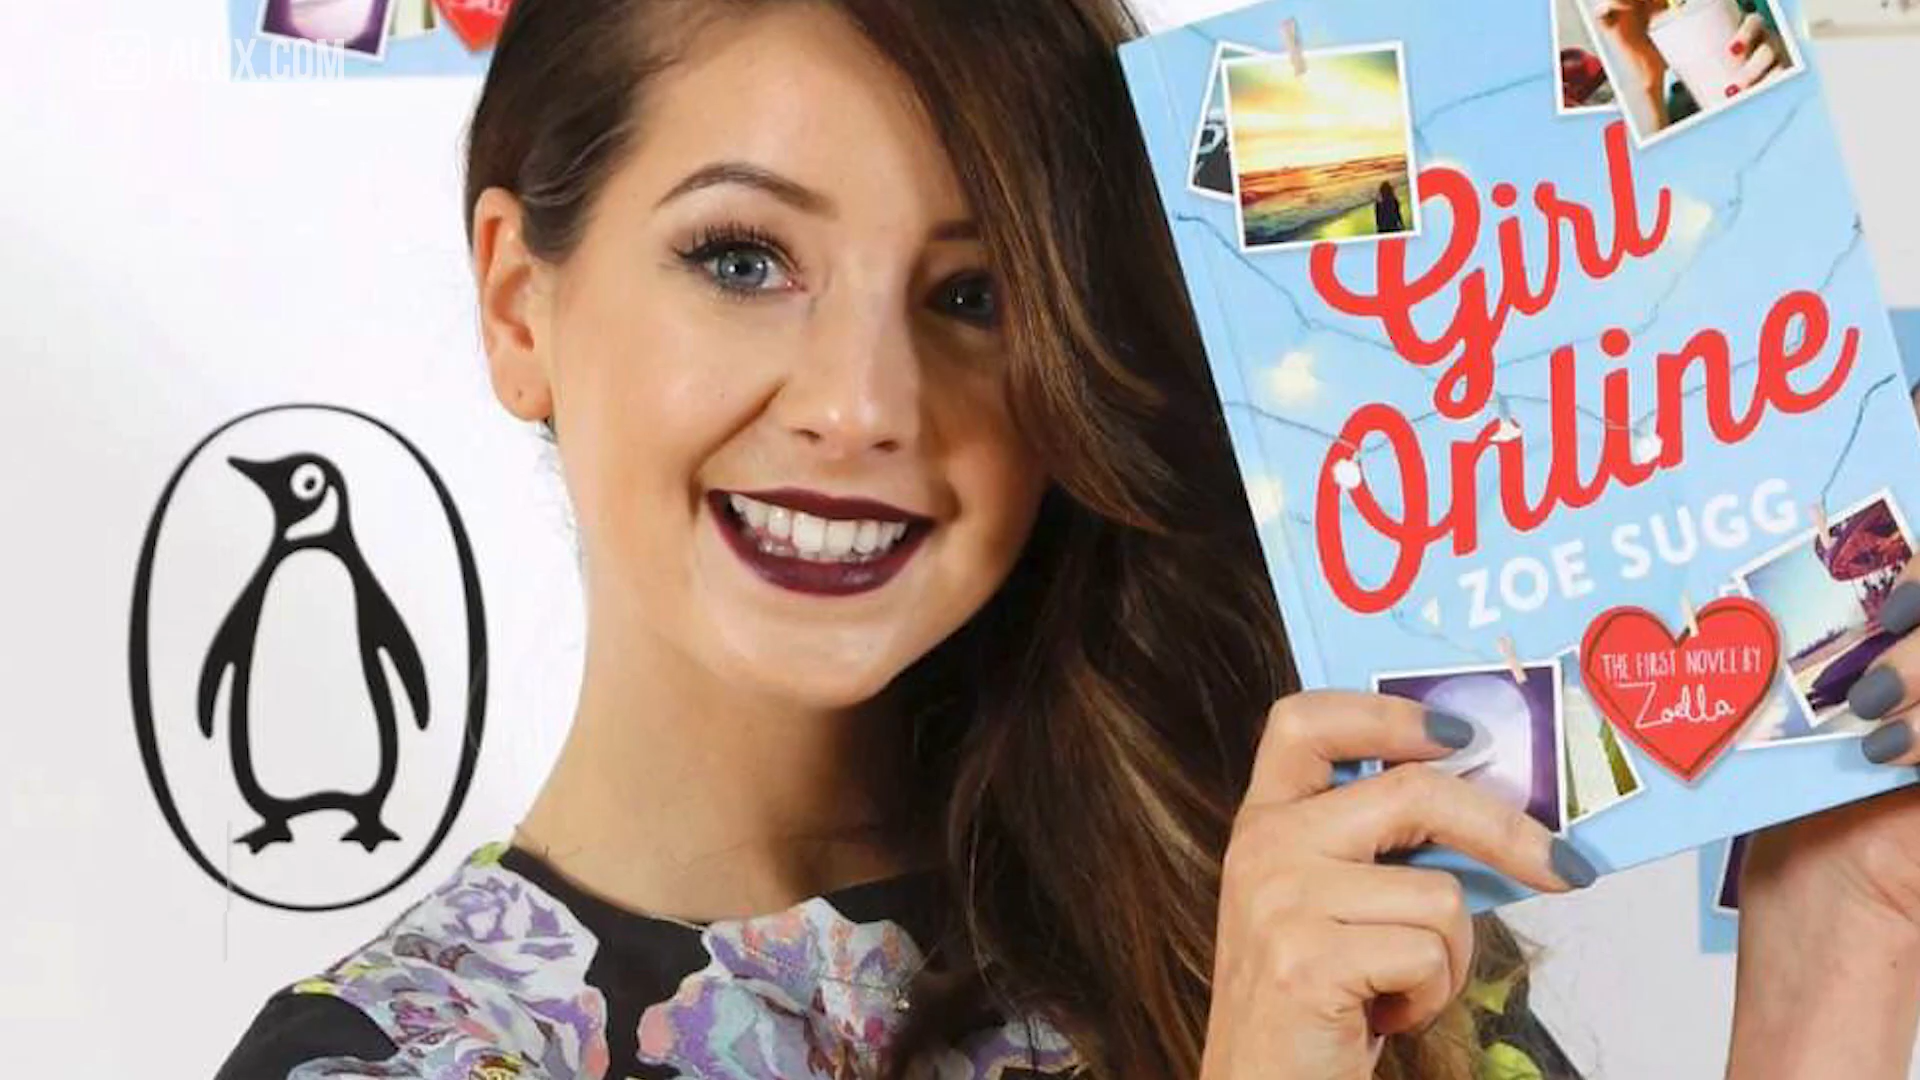 ALUX.COM
Girl
Online
ZOE SUGG
THE FIRST NOVEL BY
Zoella